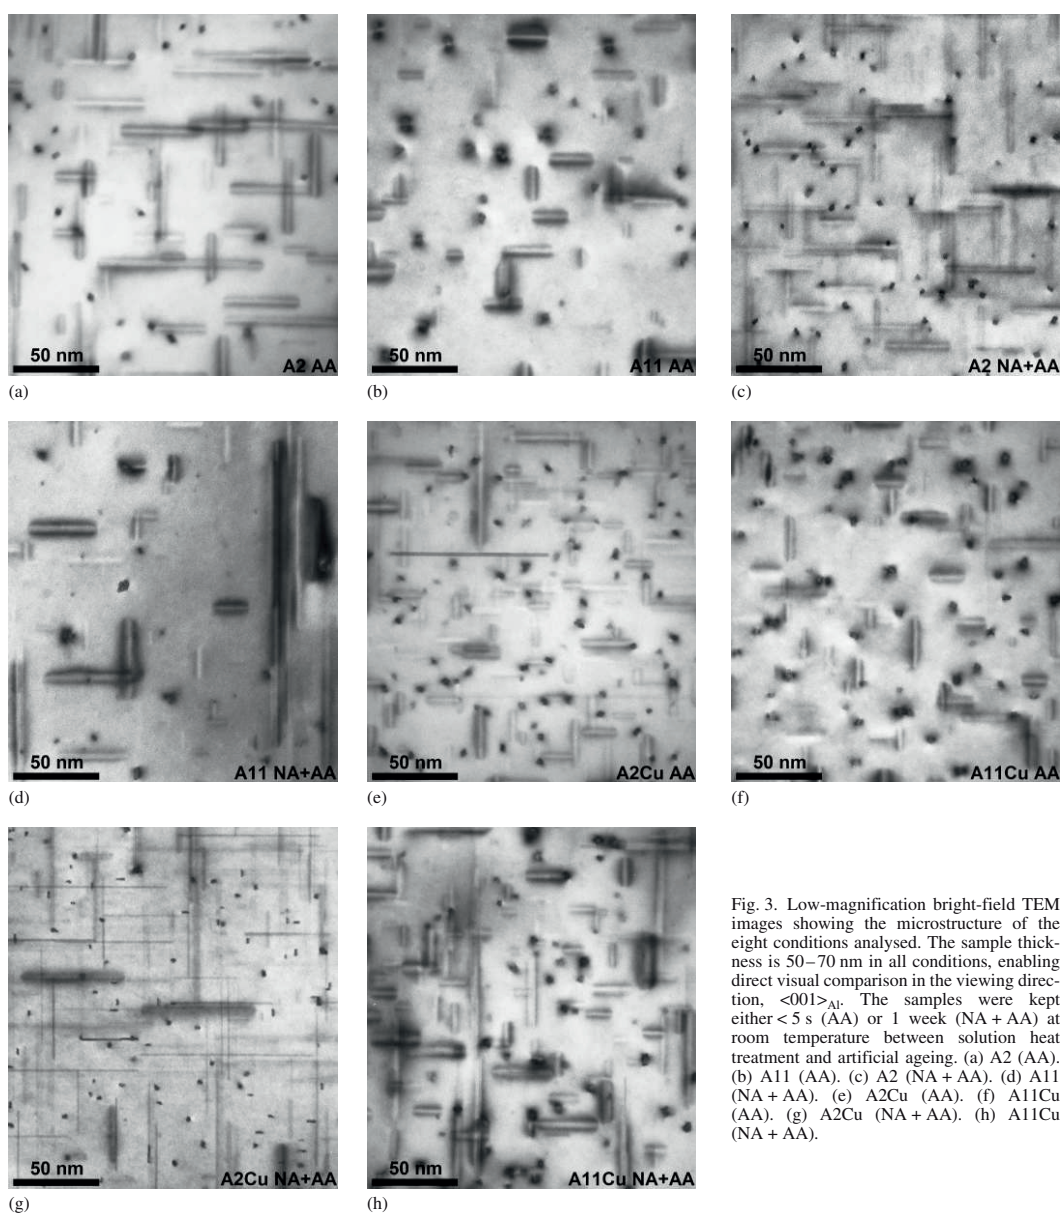 50 nm
A2 AA
(a)
50 nm
A11 AA
(b)
50 nm
A2 NA+AA
(c)
50 nm
A11 NA+AA
(d)
50 nm
A2Cu AA
(e)
50 nm
A11Cu AA
(f)
50 nm
A2Cu NA+AA
(g)
50 nm
A11Cu NA+AA
(h)
Fig. 3. Low-magnification bright-field TEM
images showing the microstructure of the
eight conditions analysed. The sample thick-
ness is 50–70 nm in all conditions, enabling
direct visual comparison in the viewing direc-
tion, <001>Al. The samples were kept
either < 5 s (AA) or 1 week (NA + AA) at
room temperature between solution heat
treatment and artificial ageing. (a) A2 (AA).
(b) A11 (AA). (c) A2 (NA + AA). (d) A11
(NA + AA). (e) A2Cu (AA). (f) A11Cu
(AA). (g) A2Cu (NA + AA). (h) A11Cu
(NA + AA).